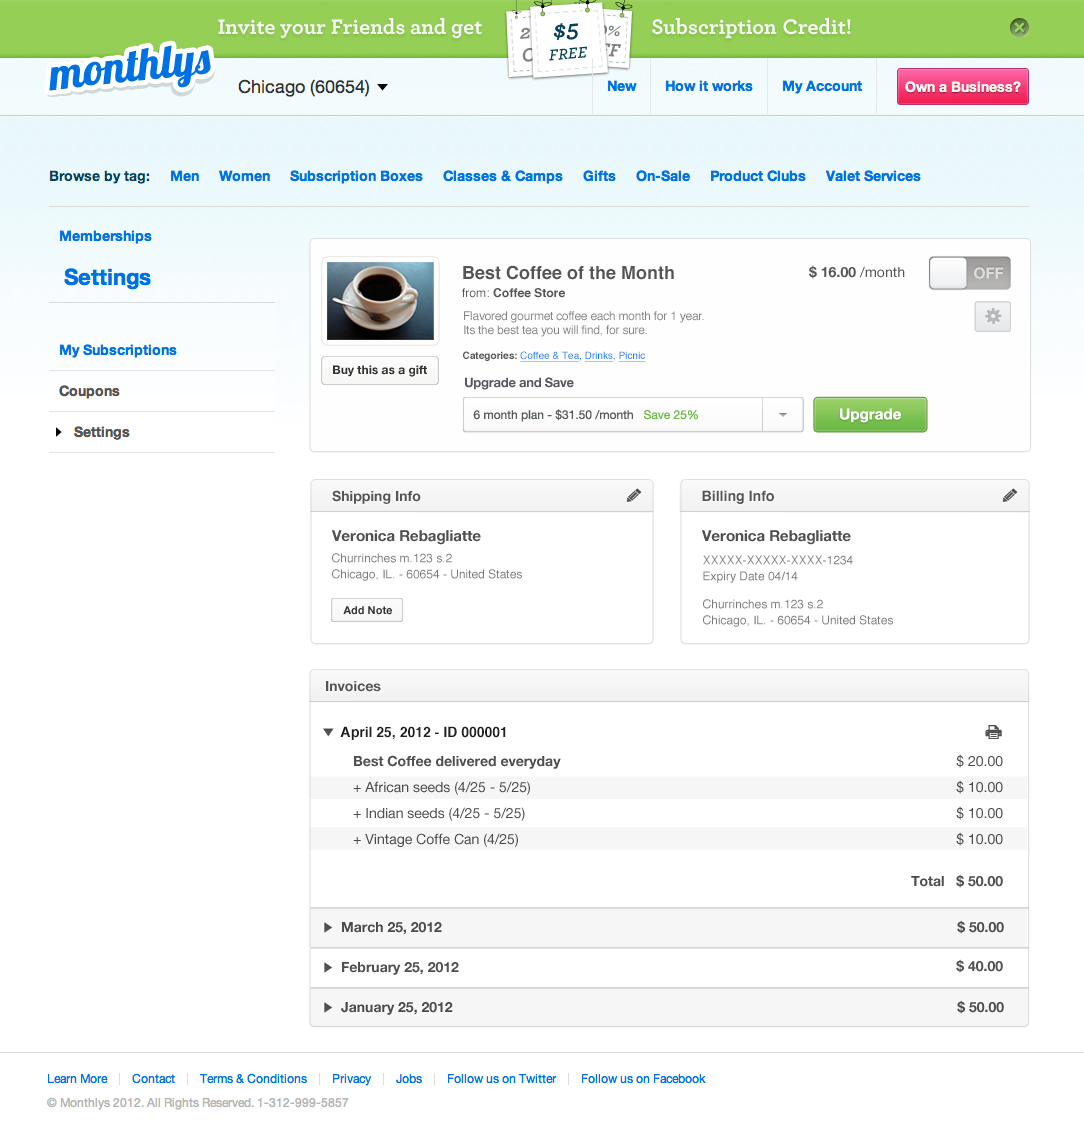 Invite your Friends and get
$5
FREE
Subscription Credit!
monthlys
Chicago (60654)
New
How it works
My Account
Own a Business?
Browse by tag:
Men
Women
Subscription Boxes
Classes & Camps
Gifts
On-Sale
Product Clubs
Valet Services
Memberships
Settings
My Subscriptions
Coupons
Settings
Best Coffee of the Month
$ 16.00 /month
OFF
from: Coffee Store
Flavored gourmet coffee each month for 1 year.
Its the best tea you will find, for sure.
Categories: Coffee & Tea, Drinks, Picnic
Buy this as a gift
Upgrade and Save
6 month plan - $31.50 /month Save 25%
Upgrade
Shipping Info
Veronica Rebagliatte
Churrinches m.123 s.2
Chicago, IL. - 60654 - United States
Add Note
Billing Info
Veronica Rebagliatte
XXXXX-XXXXX-XXXX-1234
Expiry Date 04/14
Churrinches m.123 s.2
Chicago, IL. - 60654 - United States
Invoices
April 25, 2012 - ID 000001
Best Coffee delivered everyday $ 20.00
+ African seeds (4/25 - 5/25) $ 10.00
+ Indian seeds (4/25 - 5/25) $ 10.00
+ Vintage Coffe Can (4/25) $ 10.00
Total $ 50.00
March 25, 2012 $ 50.00
February 25, 2012 $ 40.00
January 25, 2012 $ 50.00
Learn More
Contact
Terms & Conditions
Privacy
Jobs
Follow us on Twitter
Follow us on Facebook
© Monthlys 2012. All Rights Reserved. 1-312-999-5857